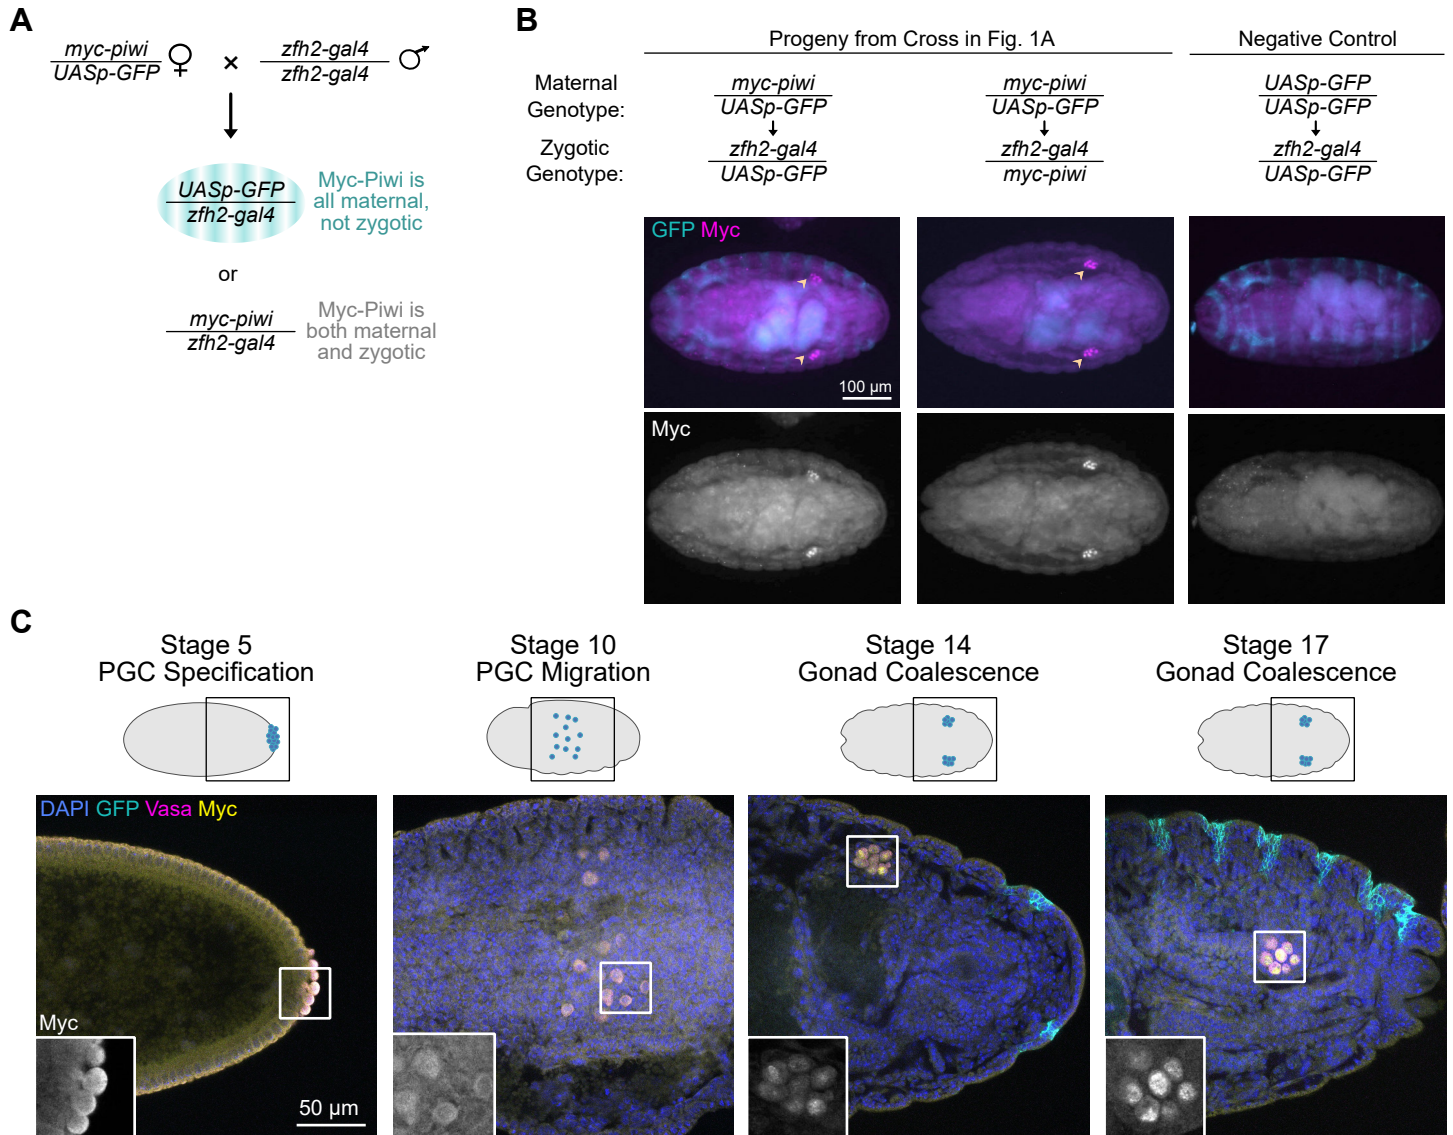 A
myc-piwi
UASp-GFP
♀
×
zfh2-gal4
zfh2-gal4
♂
UASp-GFP
zfh2-gal4
Myc-Piwi is
all maternal,
not zygotic
or
myc-piwi
zfh2-gal4
Myc-Piwi is
both maternal
and zygotic
B
Progeny from Cross in Fig. 1A
Negative Control
Maternal
Genotype:
myc-piwi
UASp-GFP
myc-piwi
UASp-GFP
UASp-GFP
UASp-GFP
Zygotic
Genotype:
zfh2-gal4
UASp-GFP
zfh2-gal4
myc-piwi
zfh2-gal4
UASp-GFP
GFP Myc
100 µm
Myc
C
Stage 5
PGC Specification
Stage 10
PGC Migration
Stage 14
Gonad Coalescence
Stage 17
Gonad Coalescence
DAPI GFP Vasa Myc
Myc
50 µm